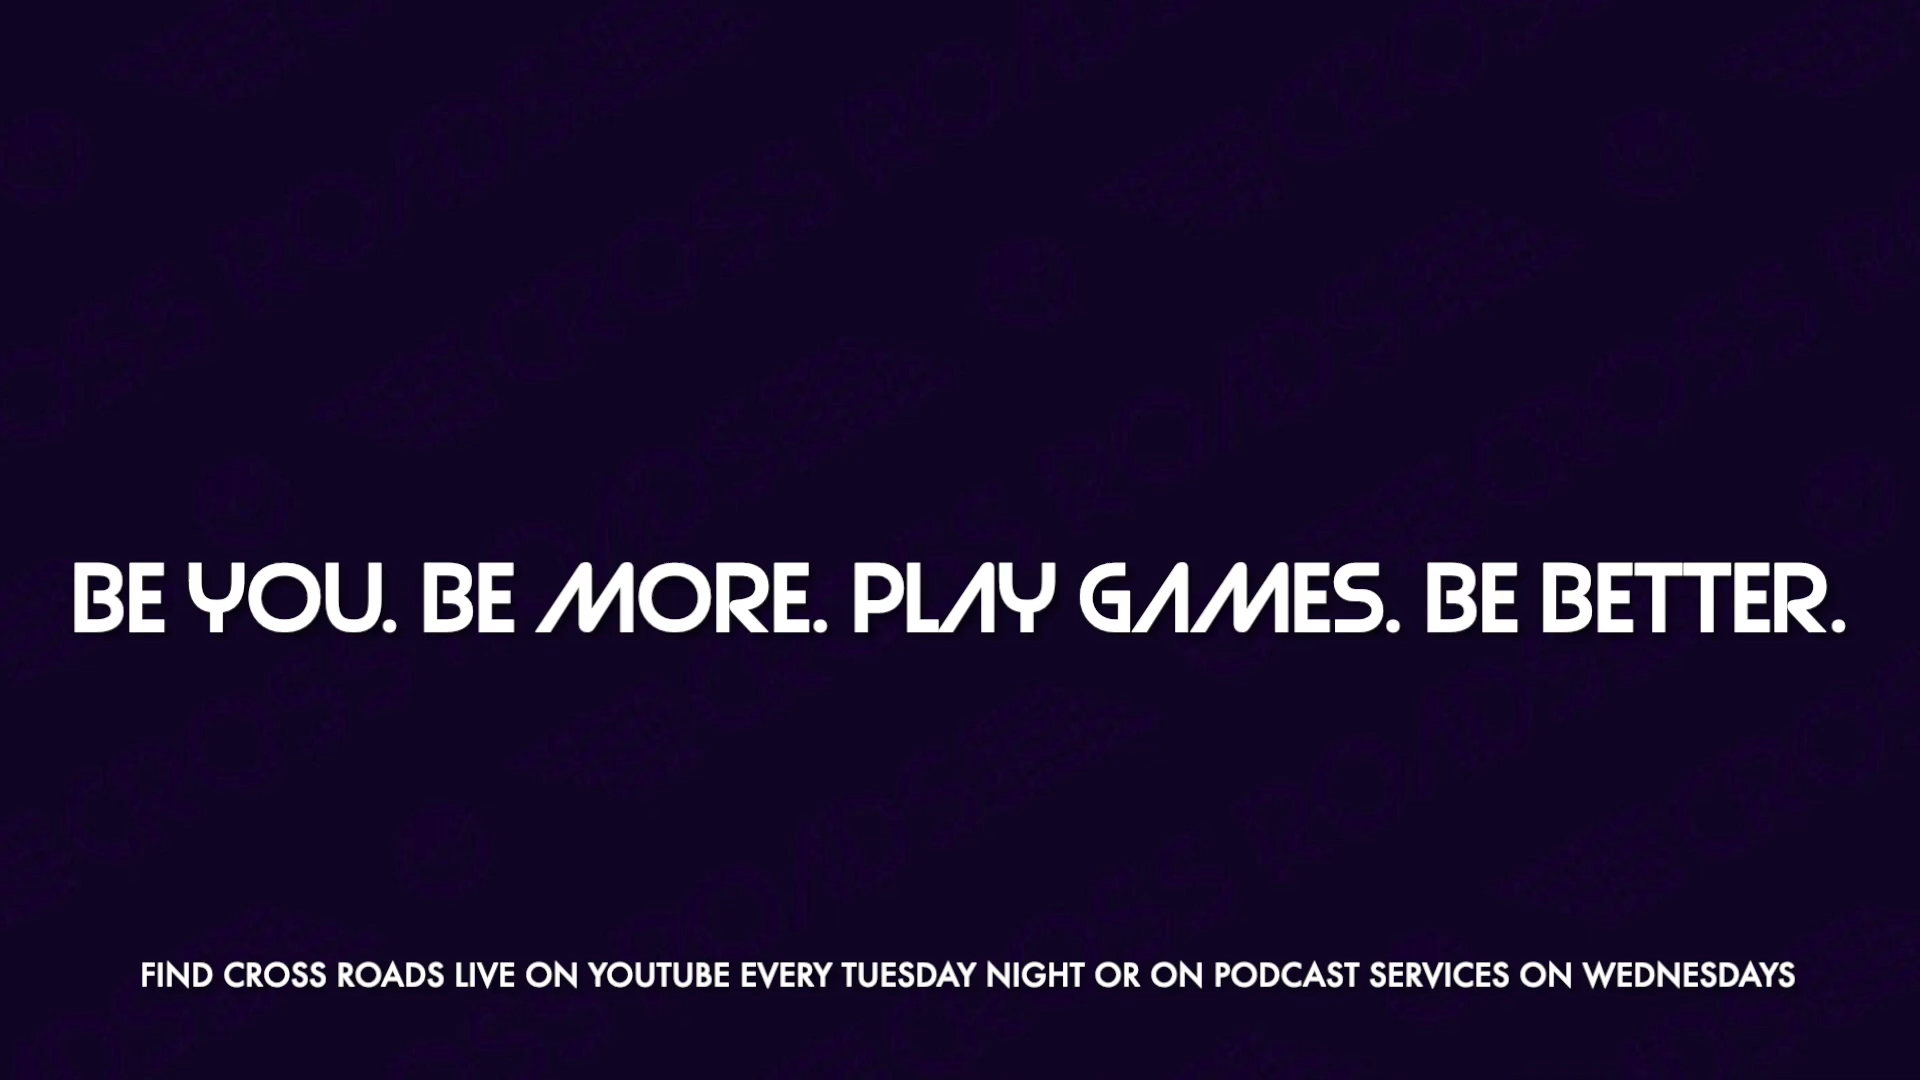 BE YOU. BE MORE. PLAY GAMES. BE BETTER.
FIND CROSS ROADS LIVE ON YOUTUBE EVERY TUESDAY NIGHT OR ON PODCAST SERVICES ON WEDNESDAYS